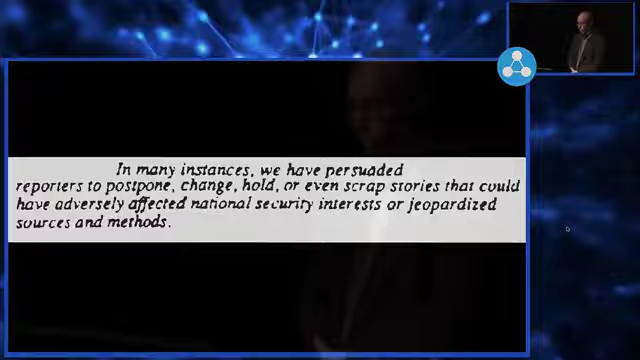 In many instances, we have persuaded
reporters to postpone, change, hold, or even scrap stories that could
have adversely affected national security interests or jeopardized
sources and methods.